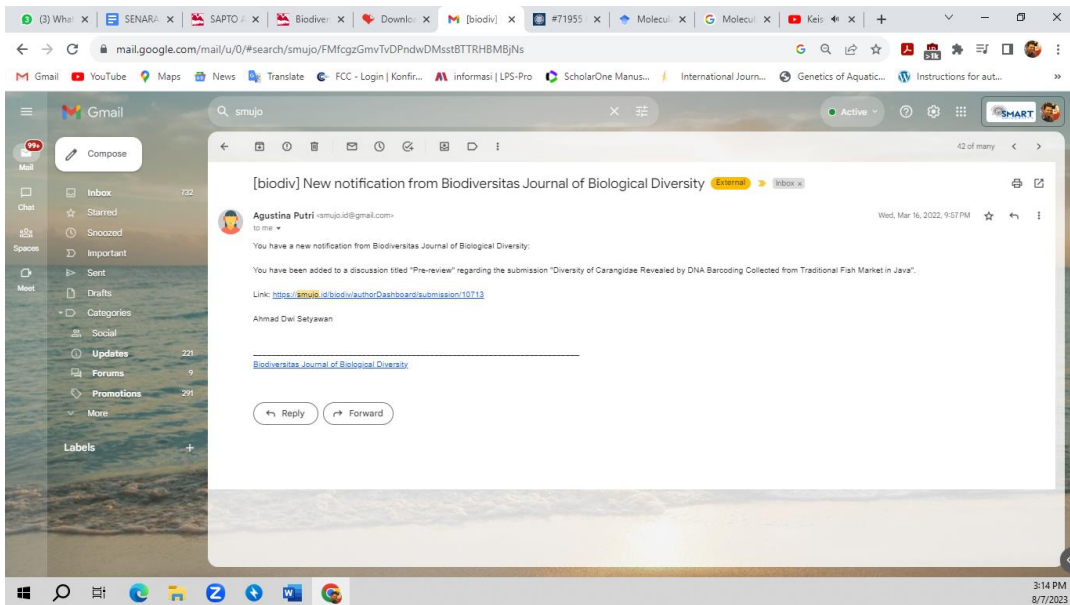 (3) What
SENARA
SAPTO A
Biodiver
Downlo
[biodiv]
#71955
Molecul
Molecul
Keis
mail.google.com/mail/u/0/#search/smujo/FMfcgzGmvTvDPndwDMsstBTTRHBMBjNs
Gmail YouTube Maps News Translate FCC - Login | Konfir... informasi | LPS-Pro ScholarOne Manus... International Journ... Genetics of Aquatic... Instructions for aut... »
Gmail
smujo
Active
SMART
99+
Mail
Chat
Spaces
Meet
Compose
Inbox 732
Starred
Snoozed
Important
Sent
Drafts
Categories
Social
Updates 221
Forums 9
Promotions 291
More
Labels +
42 of many
[biodiv] New notification from Biodiversitas Journal of Biological Diversity External Inbox x
Agustina Putri <smujo.id@gmail.com>
to me
Wed, Mar 16, 2022, 9:57 PM
You have a new notification from Biodiversitas Journal of Biological Diversity:
You have been added to a discussion titled "Pre-review" regarding the submission "Diversity of Carangidae Revealed by DNA Barcoding Collected from Traditional Fish Market in Java".
Link: https://smujo.id/biodiv/authorDashboard/submission/10713
Ahmad Dwi Setyawan
Biodiversitas Journal of Biological Diversity
Reply
Forward
3:14 PM
8/7/2023